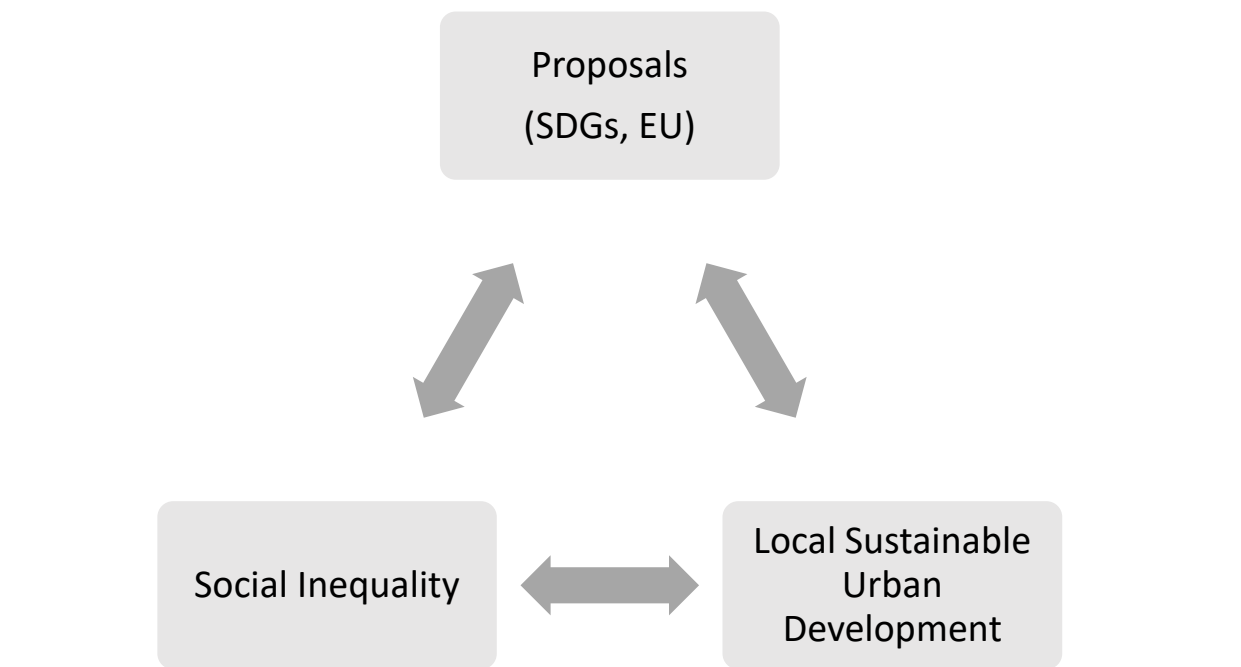 Proposals
(SDGs, EU)
Social Inequality
Local Sustainable
Urban
Development